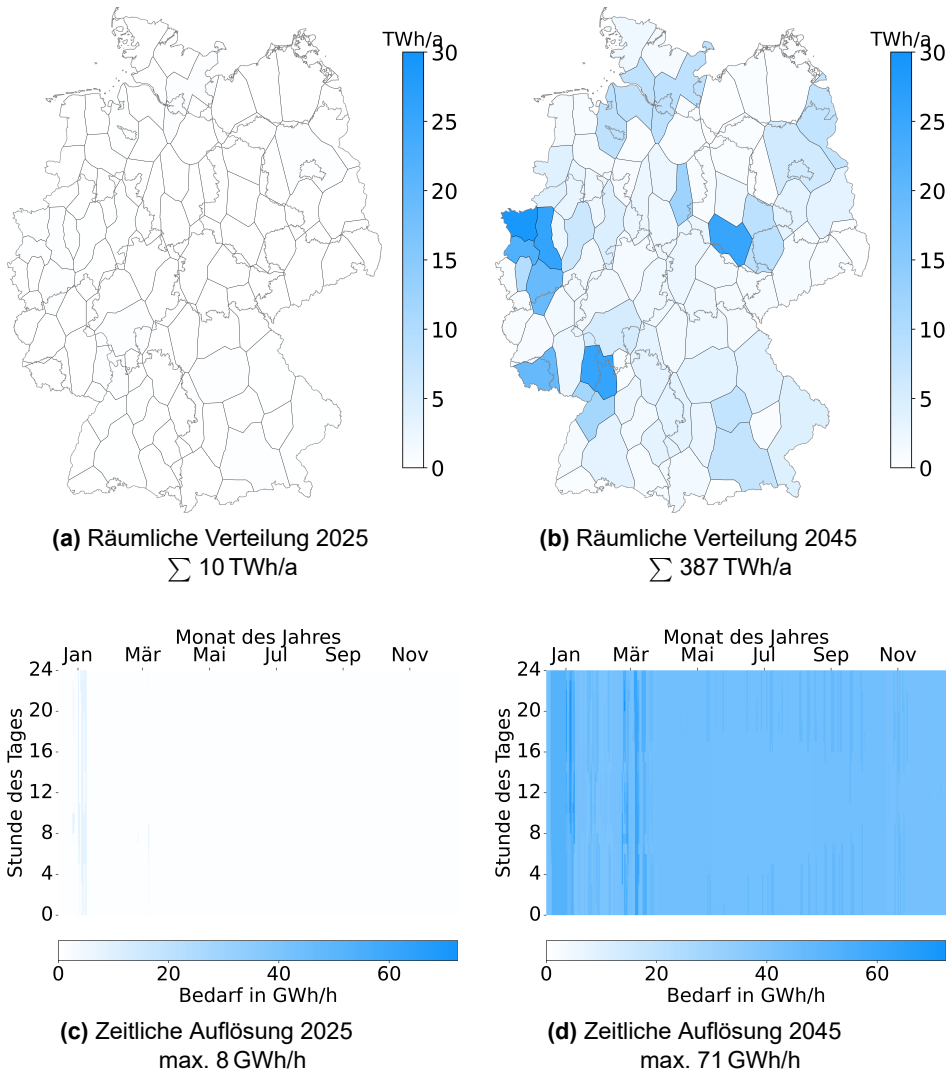 TWh/a
30
20
10
5
0
TWh/a
30
20
10
5
0
(a) Räumliche Verteilung 2025
∑ 10 TWh/a
(b) Räumliche Verteilung 2045
∑ 387 TWh/a
Monat des Jahres
Jan Mär Mai Jul Sep Nov
24
20
16
12
8
4
0
Stunde des Tages
0 20 40 60
Bedarf in GWh/h
(c) Zeitliche Auflösung 2025
max. 8 GWh/h
Monat des Jahres
Jan Mär Mai Jul Sep Nov
24
20
16
12
8
4
0
Stunde des Tages
0 20 40 60
Bedarf in GWh/h
(d) Zeitliche Auflösung 2045
max. 71 GWh/h